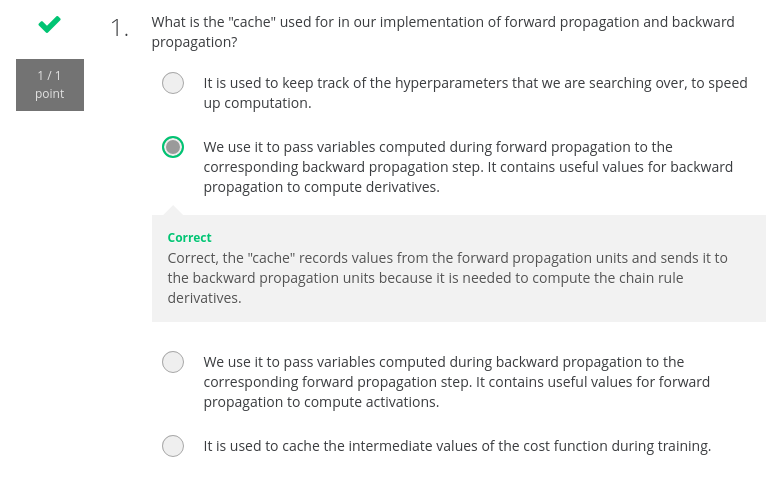 1.
What is the "cache" used for in our implementation of forward propagation and backward
propagation?
1 / 1
point
It is used to keep track of the hyperparameters that we are searching over, to speed
up computation.
We use it to pass variables computed during forward propagation to the
corresponding backward propagation step. It contains useful values for backward
propagation to compute derivatives.
Correct
Correct, the "cache" records values from the forward propagation units and sends it to
the backward propagation units because it is needed to compute the chain rule
derivatives.
We use it to pass variables computed during backward propagation to the
corresponding forward propagation step. It contains useful values for forward
propagation to compute activations.
It is used to cache the intermediate values of the cost function during training.